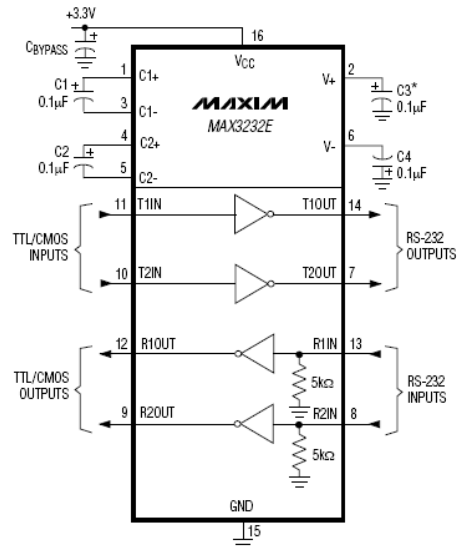 +3.3V
CBYPASS
16
VCC
1 C1+
C1
0.1µF
3 C1-
4 C2+
C2
0.1µF
5 C2-
MAXIM
MAX3232E
V+ 2
C3*
0.1µF
V- 6
C4
0.1µF
TTL/CMOS
INPUTS
11 T1IN
T1OUT 14
10 T2IN
T2OUT 7
RS-232
OUTPUTS
TTL/CMOS
OUTPUTS
12 R1OUT
R1IN 13
5kΩ
9 R2OUT
R2IN 8
5kΩ
RS-232
INPUTS
GND
15